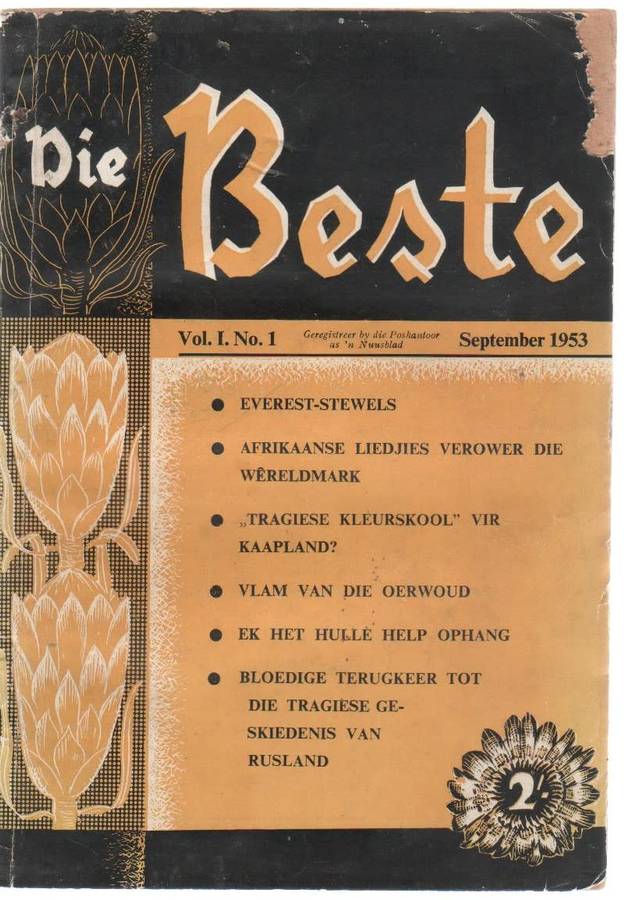 Die
Beste
Vol. I. No. 1 Geregistreer by die Poskantoor September 1953
as 'n Nuusblad
● EVEREST-STEWELS
● AFRIKAANSE LIEDJIES VEROWER DIE
WÊRELDMARK
● „TRAGIESE KLEURSKOOL” VIR
KAAPLAND?
● VLAM VAN DIE OERWOUD
● EK HET HULLE HELP OPHANG
● BLOEDIGE TERUGKEER TOT
DIE TRAGIESE GE-
SKIEDENIS VAN
RUSLAND
2/-